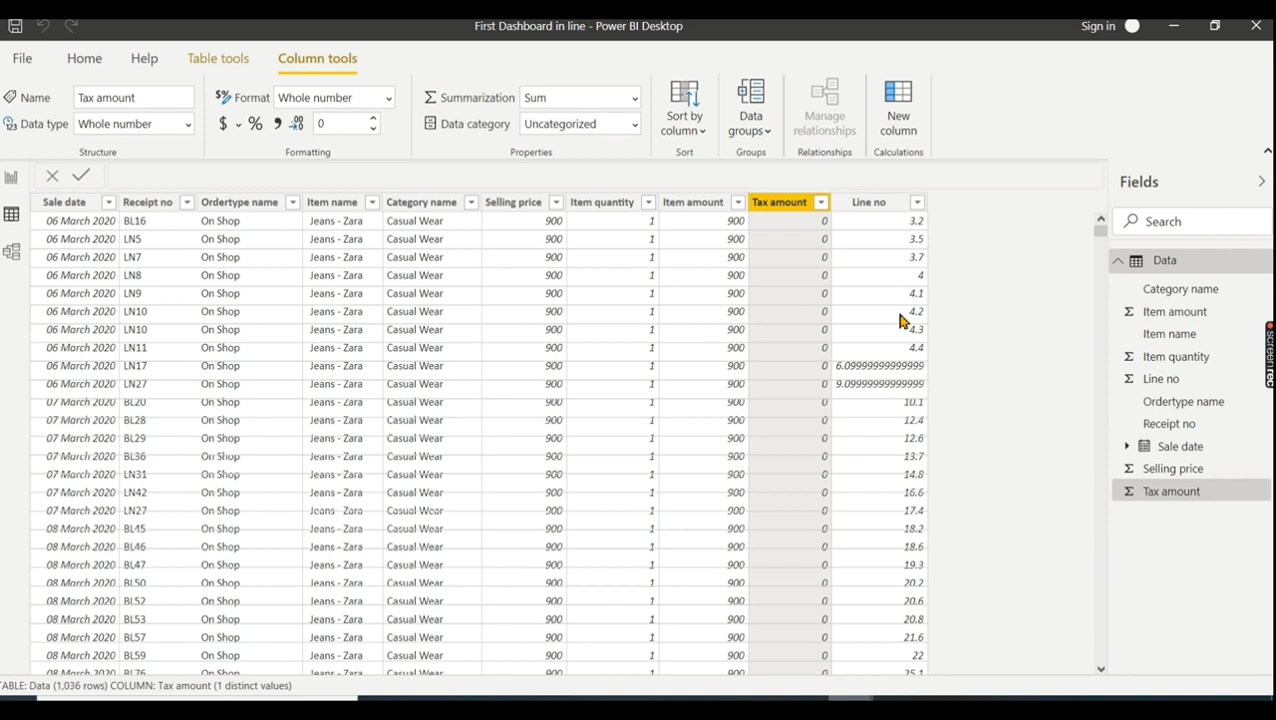 First Dashboard in line - Power BI Desktop
Sign in
File Home Help Table tools Column tools
Name Tax amount
Format Whole number
Summarization Sum
Data type Whole number
$ % 0
Data category Uncategorized
Sort by column
Data groups
Manage relationships
New column
Structure Formatting Properties Sort Groups Relationships Calculations
Fields
Search
Sale date Receipt no Ordertype name Item name Category name Selling price Item quantity Item amount Tax amount Line no
06 March 2020 BL16 On Shop Jeans - Zara Casual Wear 900 1 900 0 3.2
06 March 2020 LN5 On Shop Jeans - Zara Casual Wear 900 1 900 0 3.5
06 March 2020 LN7 On Shop Jeans - Zara Casual Wear 900 1 900 0 3.7
06 March 2020 LN8 On Shop Jeans - Zara Casual Wear 900 1 900 0 4
06 March 2020 LN9 On Shop Jeans - Zara Casual Wear 900 1 900 0 4.1
06 March 2020 LN10 On Shop Jeans - Zara Casual Wear 900 1 900 0 4.2
06 March 2020 LN10 On Shop Jeans - Zara Casual Wear 900 1 900 0 4.3
06 March 2020 LN11 On Shop Jeans - Zara Casual Wear 900 1 900 0 4.4
06 March 2020 LN17 On Shop Jeans - Zara Casual Wear 900 1 900 0 6.09999999999999
06 March 2020 LN27 On Shop Jeans - Zara Casual Wear 900 1 900 0 9.09999999999999
07 March 2020 BL20 On Shop Jeans - Zara Casual Wear 900 1 900 0 10.1
07 March 2020 BL28 On Shop Jeans - Zara Casual Wear 900 1 900 0 12.4
07 March 2020 BL29 On Shop Jeans - Zara Casual Wear 900 1 900 0 12.6
07 March 2020 BL36 On Shop Jeans - Zara Casual Wear 900 1 900 0 13.7
07 March 2020 LN31 On Shop Jeans - Zara Casual Wear 900 1 900 0 14.8
07 March 2020 LN42 On Shop Jeans - Zara Casual Wear 900 1 900 0 16.6
07 March 2020 LN27 On Shop Jeans - Zara Casual Wear 900 1 900 0 17.4
08 March 2020 BL45 On Shop Jeans - Zara Casual Wear 900 1 900 0 18.2
08 March 2020 BL46 On Shop Jeans - Zara Casual Wear 900 1 900 0 18.6
08 March 2020 BL47 On Shop Jeans - Zara Casual Wear 900 1 900 0 19.3
08 March 2020 BL50 On Shop Jeans - Zara Casual Wear 900 1 900 0 20.2
08 March 2020 BL52 On Shop Jeans - Zara Casual Wear 900 1 900 0 20.6
08 March 2020 BL53 On Shop Jeans - Zara Casual Wear 900 1 900 0 20.8
08 March 2020 BL57 On Shop Jeans - Zara Casual Wear 900 1 900 0 21.6
08 March 2020 BL59 On Shop Jeans - Zara Casual Wear 900 1 900 0 22
08 March 2020 BL76 On Shop Jeans - Zara Casual Wear 900 1 900 0 25.1
Data
Category name
Item amount
Item name
Item quantity
Line no
Ordertype name
Receipt no
Sale date
Selling price
Tax amount
screenrec
TABLE: Data (1,036 rows) COLUMN: Tax amount (1 distinct values)